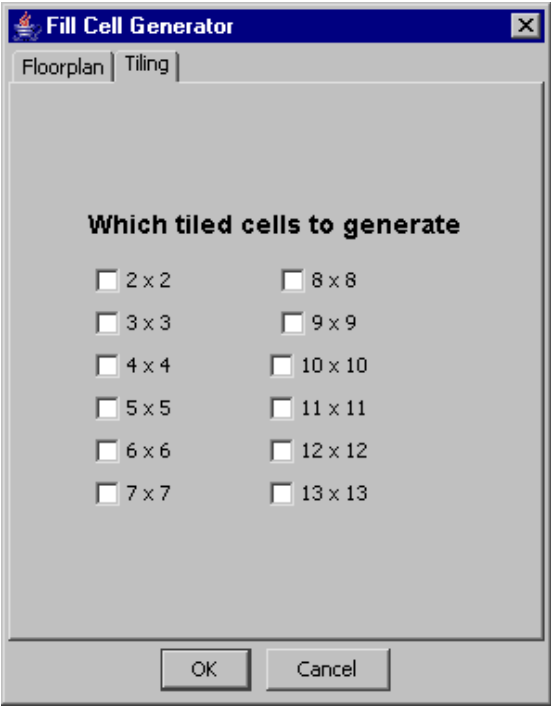 Fill Cell Generator
Floorplan Tiling
Which tiled cells to generate
2 x 2 8 x 8
3 x 3 9 x 9
4 x 4 10 x 10
5 x 5 11 x 11
6 x 6 12 x 12
7 x 7 13 x 13
OK Cancel